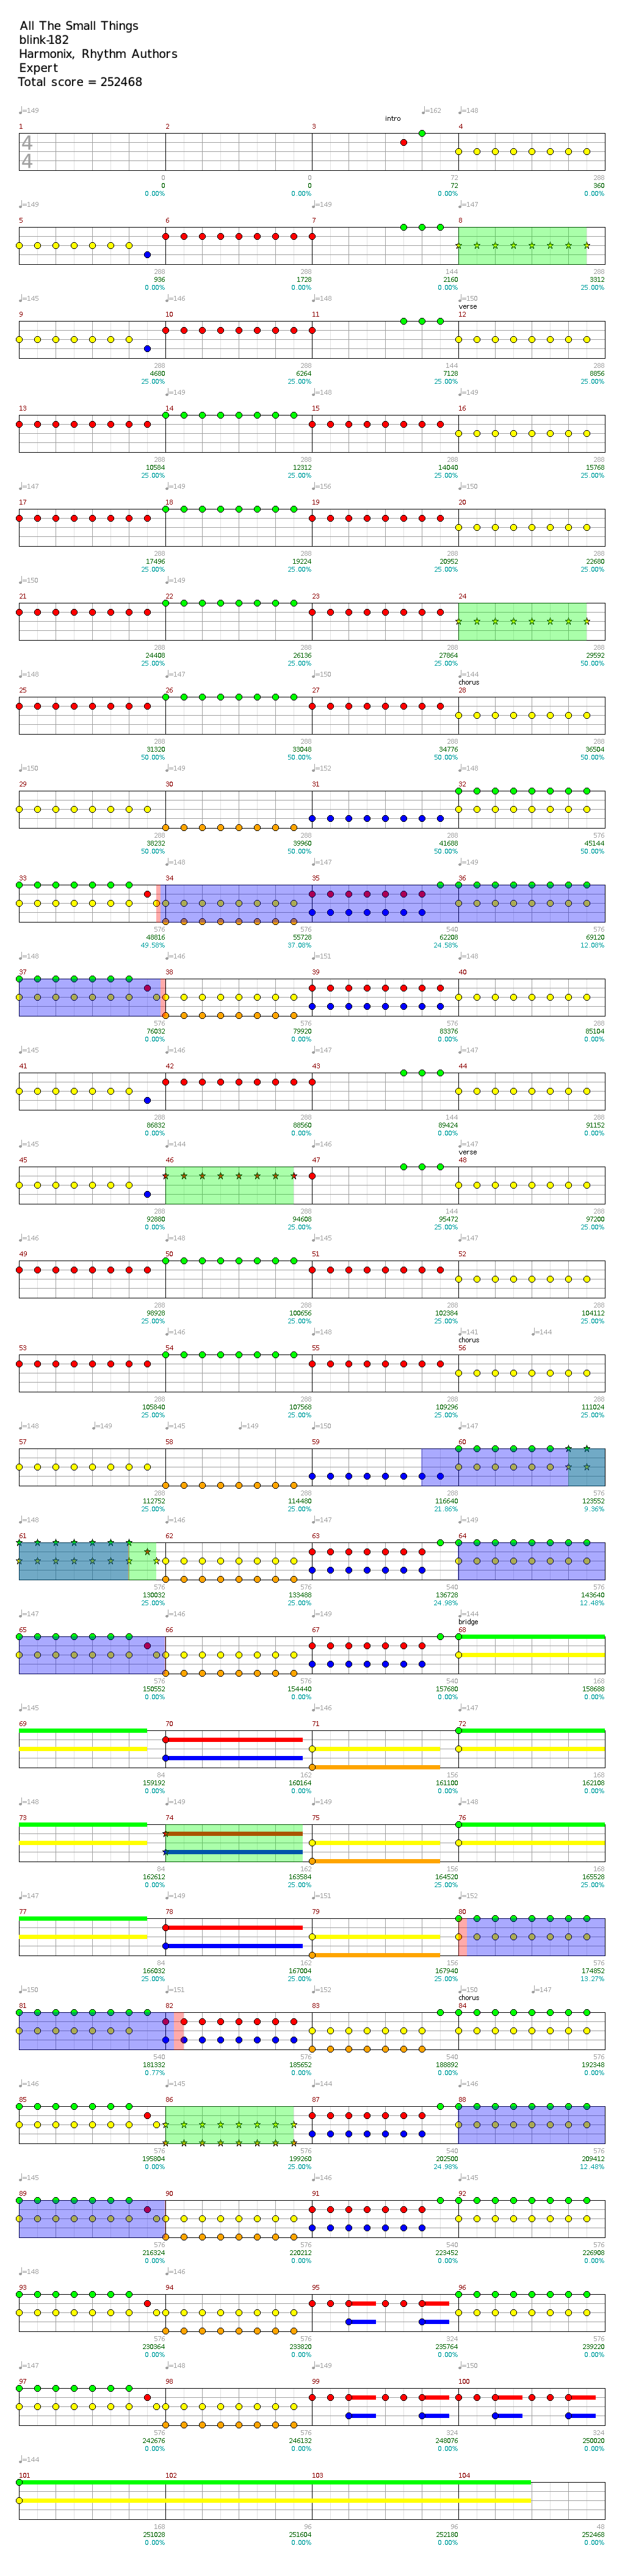 All The Small Things
blink-182
Harmonix, Rhythm Authors
Expert
Total score = 252468
♩=149 ♩=162 ♩=148
intro
1 2 3 4
4
4
0 0 72 288
0 0 72 360
0.00% 0.00% 0.00% 0.00%
♩=149 ♩=149 ♩=147
5 6 7 8
288 288 144 288
936 1728 2160 3312
0.00% 0.00% 0.00% 25.00%
♩=145 ♩=146 ♩=148 ♩=150
verse
9 10 11 12
288 288 144 288
4680 6264 7128 8856
25.00% 25.00% 25.00% 25.00%
♩=149 ♩=148 ♩=149
13 14 15 16
288 288 288 288
10584 12312 14040 15768
25.00% 25.00% 25.00% 25.00%
♩=147 ♩=149 ♩=156 ♩=150
17 18 19 20
288 288 288 288
17496 19224 20952 22680
25.00% 25.00% 25.00% 25.00%
♩=150 ♩=149
21 22 23 24
288 288 288 288
24408 26136 27864 29592
25.00% 25.00% 25.00% 50.00%
♩=148 ♩=147 ♩=150 ♩=144
chorus
25 26 27 28
288 288 288 288
31320 33048 34776 36504
50.00% 50.00% 50.00% 50.00%
♩=150 ♩=149 ♩=152 ♩=148
29 30 31 32
288 288 288 576
38232 39960 41688 45144
50.00% 50.00% 50.00% 50.00%
♩=148 ♩=147 ♩=149
33 34 35 36
576 576 540 576
48816 55728 62208 69120
49.58% 37.08% 24.58% 12.08%
♩=148 ♩=146 ♩=151 ♩=148
37 38 39 40
576 576 576 288
76032 79920 83376 85104
0.00% 0.00% 0.00% 0.00%
♩=145 ♩=146 ♩=147
41 42 43 44
288 288 144 288
86832 88560 89424 91152
0.00% 0.00% 0.00% 0.00%
♩=145 ♩=144 ♩=146 ♩=147
verse
45 46 47 48
288 288 144 288
92880 94608 95472 97200
0.00% 25.00% 25.00% 25.00%
♩=146 ♩=148 ♩=145 ♩=147
49 50 51 52
288 288 288 288
98928 100656 102384 104112
25.00% 25.00% 25.00% 25.00%
♩=146 ♩=148 ♩=141 ♩=144
chorus
53 54 55 56
288 288 288 288
105840 107568 109296 111024
25.00% 25.00% 25.00% 25.00%
♩=148 ♩=149 ♩=145 ♩=149 ♩=150 ♩=147
57 58 59 60
288 288 288 576
112752 114480 116640 123552
25.00% 25.00% 21.86% 9.36%
♩=148 ♩=146 ♩=147 ♩=149
61 62 63 64
576 576 540 576
130032 133488 136728 143640
25.00% 25.00% 24.98% 12.48%
♩=147 ♩=146 ♩=149 ♩=144
bridge
65 66 67 68
576 576 540 168
150552 154440 157680 158688
0.00% 0.00% 0.00% 0.00%
♩=145 ♩=146 ♩=147
69 70 71 72
84 162 156 168
159192 160164 161100 162108
0.00% 0.00% 0.00% 0.00%
♩=148 ♩=149 ♩=149 ♩=148
73 74 75 76
84 162 156 168
162612 163584 164520 165528
0.00% 25.00% 25.00% 25.00%
♩=147 ♩=149 ♩=151 ♩=152
77 78 79 80
84 162 156 576
166032 167004 167940 174852
25.00% 25.00% 25.00% 13.27%
♩=150 ♩=151 ♩=152 ♩=150 ♩=147
chorus
81 82 83 84
540 576 576 576
181332 185652 188892 192348
0.77% 0.00% 0.00% 0.00%
♩=146 ♩=145 ♩=147 ♩=146
85 86 87 88
576 576 540 576
195804 199260 202500 209412
0.00% 25.00% 24.98% 12.48%
♩=145 ♩=146 ♩=145
89 90 91 92
576 576 540 576
216324 220212 223452 226908
0.00% 0.00% 0.00% 0.00%
♩=148 ♩=146
93 94 95 96
576 576 324 576
230364 233820 235764 239220
0.00% 0.00% 0.00% 0.00%
♩=147 ♩=148 ♩=150
97 98 99 100
576 576 324 324
242676 246132 248076 250020
0.00% 0.00% 0.00% 0.00%
♩=144
101 102 103 104
168 96 96 48
251028 251604 252180 252468
0.00% 0.00% 0.00% 0.00%